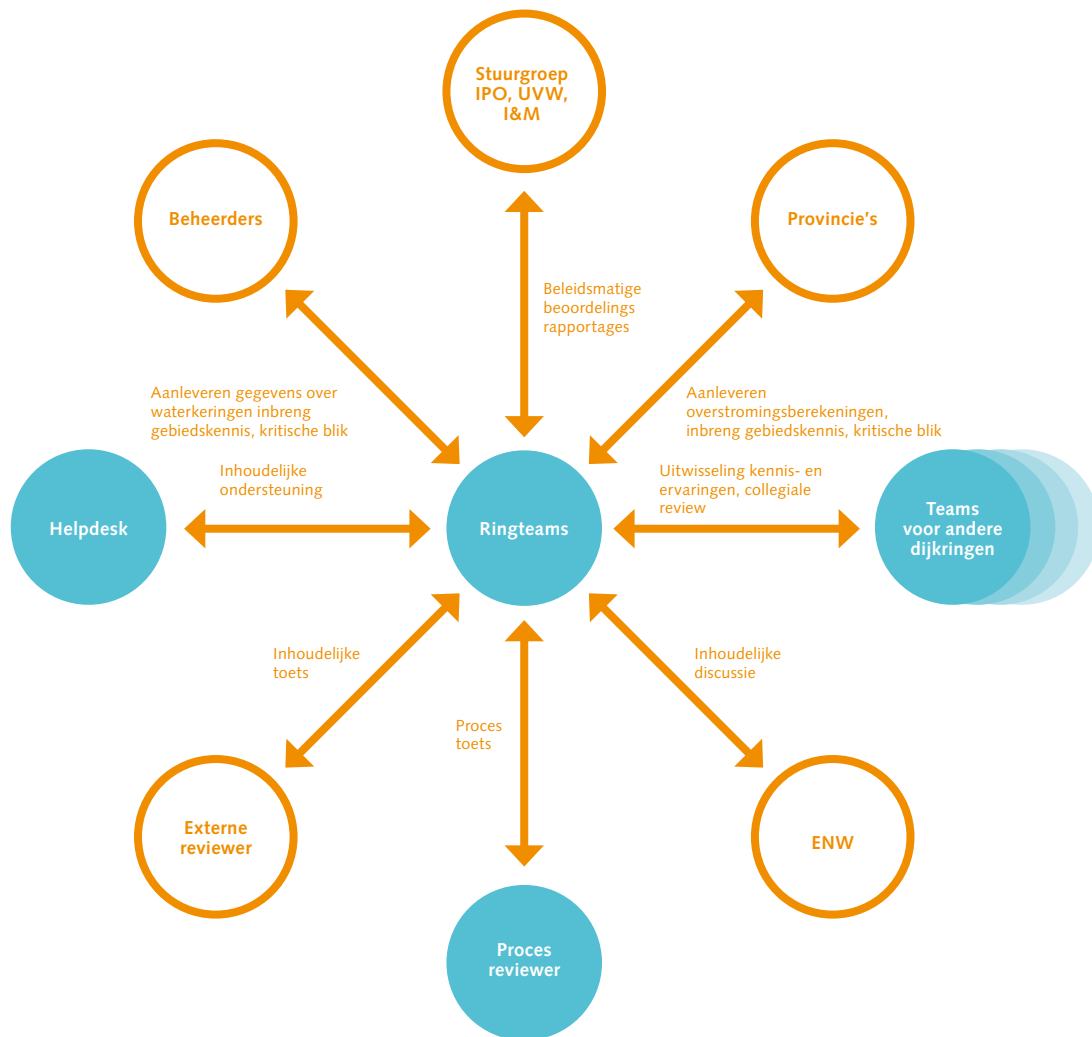 Stuurgroep
IPO, UVW,
I&M
Beheerders
Provincie's
Beleidsmatige
beoordelings
rapportages
Aanleveren gegevens over
waterkeringen inbreng
gebiedskennis, kritische blik
Aanleveren
overstromingsberekeningen,
inbreng gebiedskennis, kritische blik
Inhoudelijke
ondersteuning
Uitwisseling kennis- en
ervaringen, collegiale
review
Helpdesk
Ringteams
Teams
voor andere
dijkringen
Inhoudelijke
toets
Inhoudelijke
discussie
Proces
toets
Externe
reviewer
ENW
Proces
reviewer